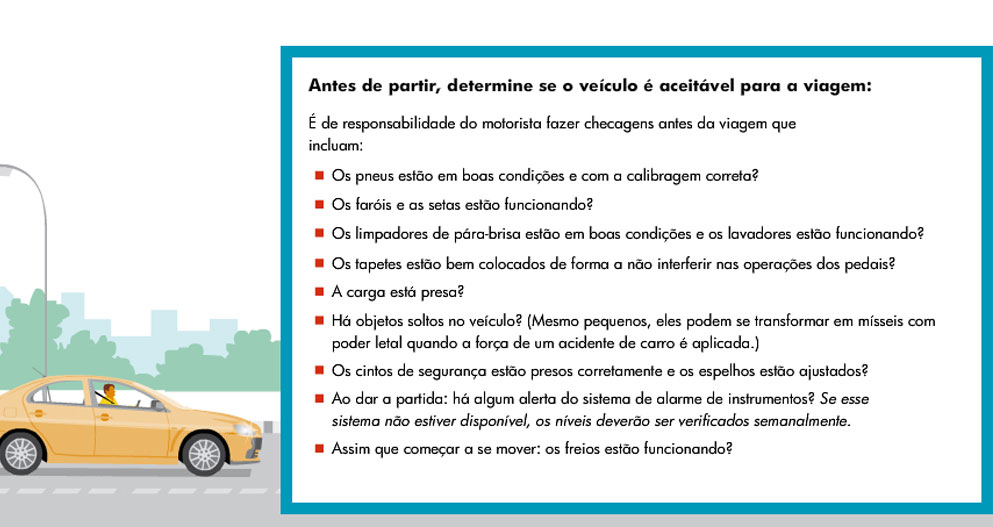 Antes de partir, determine se o veículo é aceitável para a viagem:
É de responsabilidade do motorista fazer checagens antes da viagem que
incluam:
Os pneus estão em boas condições e com a calibragem correta?
Os faróis e as setas estão funcionando?
Os limpadores de pára-brisa estão em boas condições e os lavadores estão funcionando?
Os tapetes estão bem colocados de forma a não interferir nas operações dos pedais?
A carga está presa?
Há objetos soltos no veículo? (Mesmo pequenos, eles podem se transformar em mísseis com
poder letal quando a força de um acidente de carro é aplicada.)
Os cintos de segurança estão presos corretamente e os espelhos estão ajustados?
Ao dar a partida: há algum alerta do sistema de alarme de instrumentos? Se esse
sistema não estiver disponível, os níveis deverão ser verificados semanalmente.
Assim que começar a se mover: os freios estão funcionando?